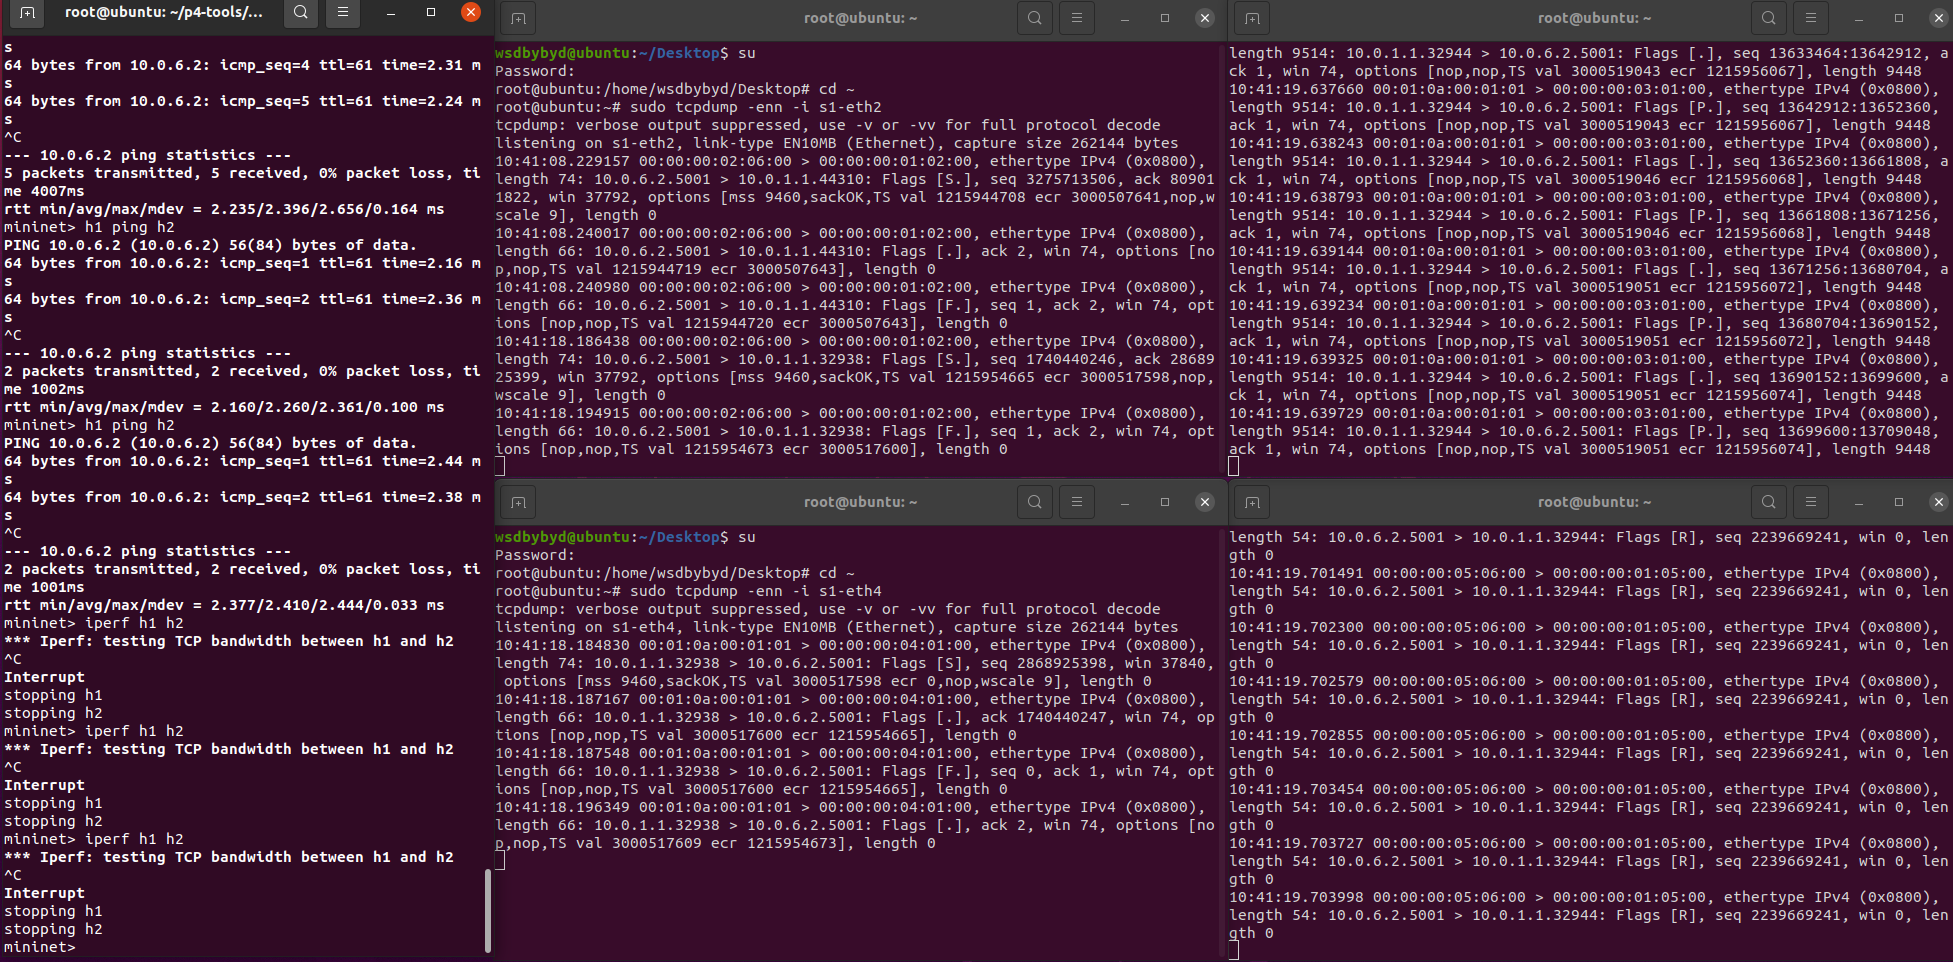 root@ubuntu: ~/p4-tools/...
s
64 bytes from 10.0.6.2: icmp_seq=4 ttl=61 time=2.31 m
s
64 bytes from 10.0.6.2: icmp_seq=5 ttl=61 time=2.24 m
s
^C
--- 10.0.6.2 ping statistics ---
5 packets transmitted, 5 received, 0% packet loss, ti
me 4007ms
rtt min/avg/max/mdev = 2.235/2.396/2.656/0.164 ms
mininet> h1 ping h2
PING 10.0.6.2 (10.0.6.2) 56(84) bytes of data.
64 bytes from 10.0.6.2: icmp_seq=1 ttl=61 time=2.16 m
s
64 bytes from 10.0.6.2: icmp_seq=2 ttl=61 time=2.36 m
s
^C
--- 10.0.6.2 ping statistics ---
2 packets transmitted, 2 received, 0% packet loss, ti
me 1002ms
rtt min/avg/max/mdev = 2.160/2.260/2.361/0.100 ms
mininet> h1 ping h2
PING 10.0.6.2 (10.0.6.2) 56(84) bytes of data.
64 bytes from 10.0.6.2: icmp_seq=1 ttl=61 time=2.44 m
s
64 bytes from 10.0.6.2: icmp_seq=2 ttl=61 time=2.38 m
s
^C
--- 10.0.6.2 ping statistics ---
2 packets transmitted, 2 received, 0% packet loss, ti
me 1001ms
rtt min/avg/max/mdev = 2.377/2.410/2.444/0.033 ms
mininet> iperf h1 h2
*** Iperf: testing TCP bandwidth between h1 and h2
^C
Interrupt
stopping h1
stopping h2
mininet> iperf h1 h2
*** Iperf: testing TCP bandwidth between h1 and h2
^C
Interrupt
stopping h1
stopping h2
mininet> iperf h1 h2
*** Iperf: testing TCP bandwidth between h1 and h2
^C
Interrupt
stopping h1
stopping h2
mininet>
root@ubuntu: ~
wsdbybyd@ubuntu:~/Desktop$ su
Password:
root@ubuntu:/home/wsdbybyd/Desktop# cd ~
root@ubuntu:~# sudo tcpdump -enn -i s1-eth2
tcpdump: verbose output suppressed, use -v or -vv for full protocol decode
listening on s1-eth2, link-type EN10MB (Ethernet), capture size 262144 bytes
10:41:08.229157 00:00:00:02:06:00 > 00:00:00:01:02:00, ethertype IPv4 (0x0800),
length 74: 10.0.6.2.5001 > 10.0.1.1.44310: Flags [S.], seq 3275713506, ack 80901
1822, win 37792, options [mss 9460,sackOK,TS val 1215944708 ecr 3000507641,nop,w
scale 9], length 0
10:41:08.240017 00:00:00:02:06:00 > 00:00:00:01:02:00, ethertype IPv4 (0x0800),
length 66: 10.0.6.2.5001 > 10.0.1.1.44310: Flags [.], ack 2, win 74, options [no
p,nop,TS val 1215944719 ecr 3000507643], length 0
10:41:08.240980 00:00:00:02:06:00 > 00:00:00:01:02:00, ethertype IPv4 (0x0800),
length 66: 10.0.6.2.5001 > 10.0.1.1.44310: Flags [F.], seq 1, ack 2, win 74, opt
ions [nop,nop,TS val 1215944720 ecr 3000507643], length 0
10:41:18.186438 00:00:00:02:06:00 > 00:00:00:01:02:00, ethertype IPv4 (0x0800),
length 74: 10.0.6.2.5001 > 10.0.1.1.32938: Flags [S.], seq 1740440246, ack 28689
25399, win 37792, options [mss 9460,sackOK,TS val 1215954665 ecr 3000517598,nop,
wscale 9], length 0
10:41:18.194915 00:00:00:02:06:00 > 00:00:00:01:02:00, ethertype IPv4 (0x0800),
length 66: 10.0.6.2.5001 > 10.0.1.1.32938: Flags [F.], seq 1, ack 2, win 74, opt
ions [nop,nop,TS val 1215954673 ecr 3000517600], length 0
root@ubuntu: ~
length 9514: 10.0.1.1.32944 > 10.0.6.2.5001: Flags [.], seq 13633464:13642912, a
ck 1, win 74, options [nop,nop,TS val 3000519043 ecr 1215956067], length 9448
10:41:19.637660 00:01:0a:00:01:01 > 00:00:00:03:01:00, ethertype IPv4 (0x0800),
length 9514: 10.0.1.1.32944 > 10.0.6.2.5001: Flags [P.], seq 13642912:13652360,
ack 1, win 74, options [nop,nop,TS val 3000519043 ecr 1215956067], length 9448
10:41:19.638243 00:01:0a:00:01:01 > 00:00:00:03:01:00, ethertype IPv4 (0x0800),
length 9514: 10.0.1.1.32944 > 10.0.6.2.5001: Flags [.], seq 13652360:13661808, a
ck 1, win 74, options [nop,nop,TS val 3000519046 ecr 1215956068], length 9448
10:41:19.638793 00:01:0a:00:01:01 > 00:00:00:03:01:00, ethertype IPv4 (0x0800),
length 9514: 10.0.1.1.32944 > 10.0.6.2.5001: Flags [P.], seq 13661808:13671256,
ack 1, win 74, options [nop,nop,TS val 3000519046 ecr 1215956068], length 9448
10:41:19.639144 00:01:0a:00:01:01 > 00:00:00:03:01:00, ethertype IPv4 (0x0800),
length 9514: 10.0.1.1.32944 > 10.0.6.2.5001: Flags [.], seq 13671256:13680704, a
ck 1, win 74, options [nop,nop,TS val 3000519051 ecr 1215956072], length 9448
10:41:19.639234 00:01:0a:00:01:01 > 00:00:00:03:01:00, ethertype IPv4 (0x0800),
length 9514: 10.0.1.1.32944 > 10.0.6.2.5001: Flags [P.], seq 13680704:13690152,
ack 1, win 74, options [nop,nop,TS val 3000519051 ecr 1215956072], length 9448
10:41:19.639325 00:01:0a:00:01:01 > 00:00:00:03:01:00, ethertype IPv4 (0x0800),
length 9514: 10.0.1.1.32944 > 10.0.6.2.5001: Flags [.], seq 13690152:13699600, a
ck 1, win 74, options [nop,nop,TS val 3000519051 ecr 1215956074], length 9448
10:41:19.639729 00:01:0a:00:01:01 > 00:00:00:03:01:00, ethertype IPv4 (0x0800),
length 9514: 10.0.1.1.32944 > 10.0.6.2.5001: Flags [P.], seq 13699600:13709048,
ack 1, win 74, options [nop,nop,TS val 3000519051 ecr 1215956074], length 9448
root@ubuntu: ~
wsdbybyd@ubuntu:~/Desktop$ su
Password:
root@ubuntu:/home/wsdbybyd/Desktop# cd ~
root@ubuntu:~# sudo tcpdump -enn -i s1-eth4
tcpdump: verbose output suppressed, use -v or -vv for full protocol decode
listening on s1-eth4, link-type EN10MB (Ethernet), capture size 262144 bytes
10:41:18.184830 00:01:0a:00:01:01 > 00:00:00:04:01:00, ethertype IPv4 (0x0800),
length 74: 10.0.1.1.32938 > 10.0.6.2.5001: Flags [S], seq 2868925398, win 37840,
options [mss 9460,sackOK,TS val 3000517598 ecr 0,nop,wscale 9], length 0
10:41:18.187167 00:01:0a:00:01:01 > 00:00:00:04:01:00, ethertype IPv4 (0x0800),
length 66: 10.0.1.1.32938 > 10.0.6.2.5001: Flags [.], ack 1740440247, win 74, op
tions [nop,nop,TS val 3000517600 ecr 1215954665], length 0
10:41:18.187548 00:01:0a:00:01:01 > 00:00:00:04:01:00, ethertype IPv4 (0x0800),
length 66: 10.0.1.1.32938 > 10.0.6.2.5001: Flags [F.], seq 0, ack 1, win 74, opt
ions [nop,nop,TS val 3000517600 ecr 1215954665], length 0
10:41:18.196349 00:01:0a:00:01:01 > 00:00:00:04:01:00, ethertype IPv4 (0x0800),
length 66: 10.0.1.1.32938 > 10.0.6.2.5001: Flags [.], ack 2, win 74, options [no
p,nop,TS val 3000517609 ecr 1215954673], length 0
root@ubuntu: ~
length 54: 10.0.6.2.5001 > 10.0.1.1.32944: Flags [R], seq 2239669241, win 0, len
gth 0
10:41:19.701491 00:00:00:05:06:00 > 00:00:00:01:05:00, ethertype IPv4 (0x0800),
length 54: 10.0.6.2.5001 > 10.0.1.1.32944: Flags [R], seq 2239669241, win 0, len
gth 0
10:41:19.702300 00:00:00:05:06:00 > 00:00:00:01:05:00, ethertype IPv4 (0x0800),
length 54: 10.0.6.2.5001 > 10.0.1.1.32944: Flags [R], seq 2239669241, win 0, len
gth 0
10:41:19.702579 00:00:00:05:06:00 > 00:00:00:01:05:00, ethertype IPv4 (0x0800),
length 54: 10.0.6.2.5001 > 10.0.1.1.32944: Flags [R], seq 2239669241, win 0, len
gth 0
10:41:19.702855 00:00:00:05:06:00 > 00:00:00:01:05:00, ethertype IPv4 (0x0800),
length 54: 10.0.6.2.5001 > 10.0.1.1.32944: Flags [R], seq 2239669241, win 0, len
gth 0
10:41:19.703454 00:00:00:05:06:00 > 00:00:00:01:05:00, ethertype IPv4 (0x0800),
length 54: 10.0.6.2.5001 > 10.0.1.1.32944: Flags [R], seq 2239669241, win 0, len
gth 0
10:41:19.703727 00:00:00:05:06:00 > 00:00:00:01:05:00, ethertype IPv4 (0x0800),
length 54: 10.0.6.2.5001 > 10.0.1.1.32944: Flags [R], seq 2239669241, win 0, len
gth 0
10:41:19.703998 00:00:00:05:06:00 > 00:00:00:01:05:00, ethertype IPv4 (0x0800),
length 54: 10.0.6.2.5001 > 10.0.1.1.32944: Flags [R], seq 2239669241, win 0, len
gth 0